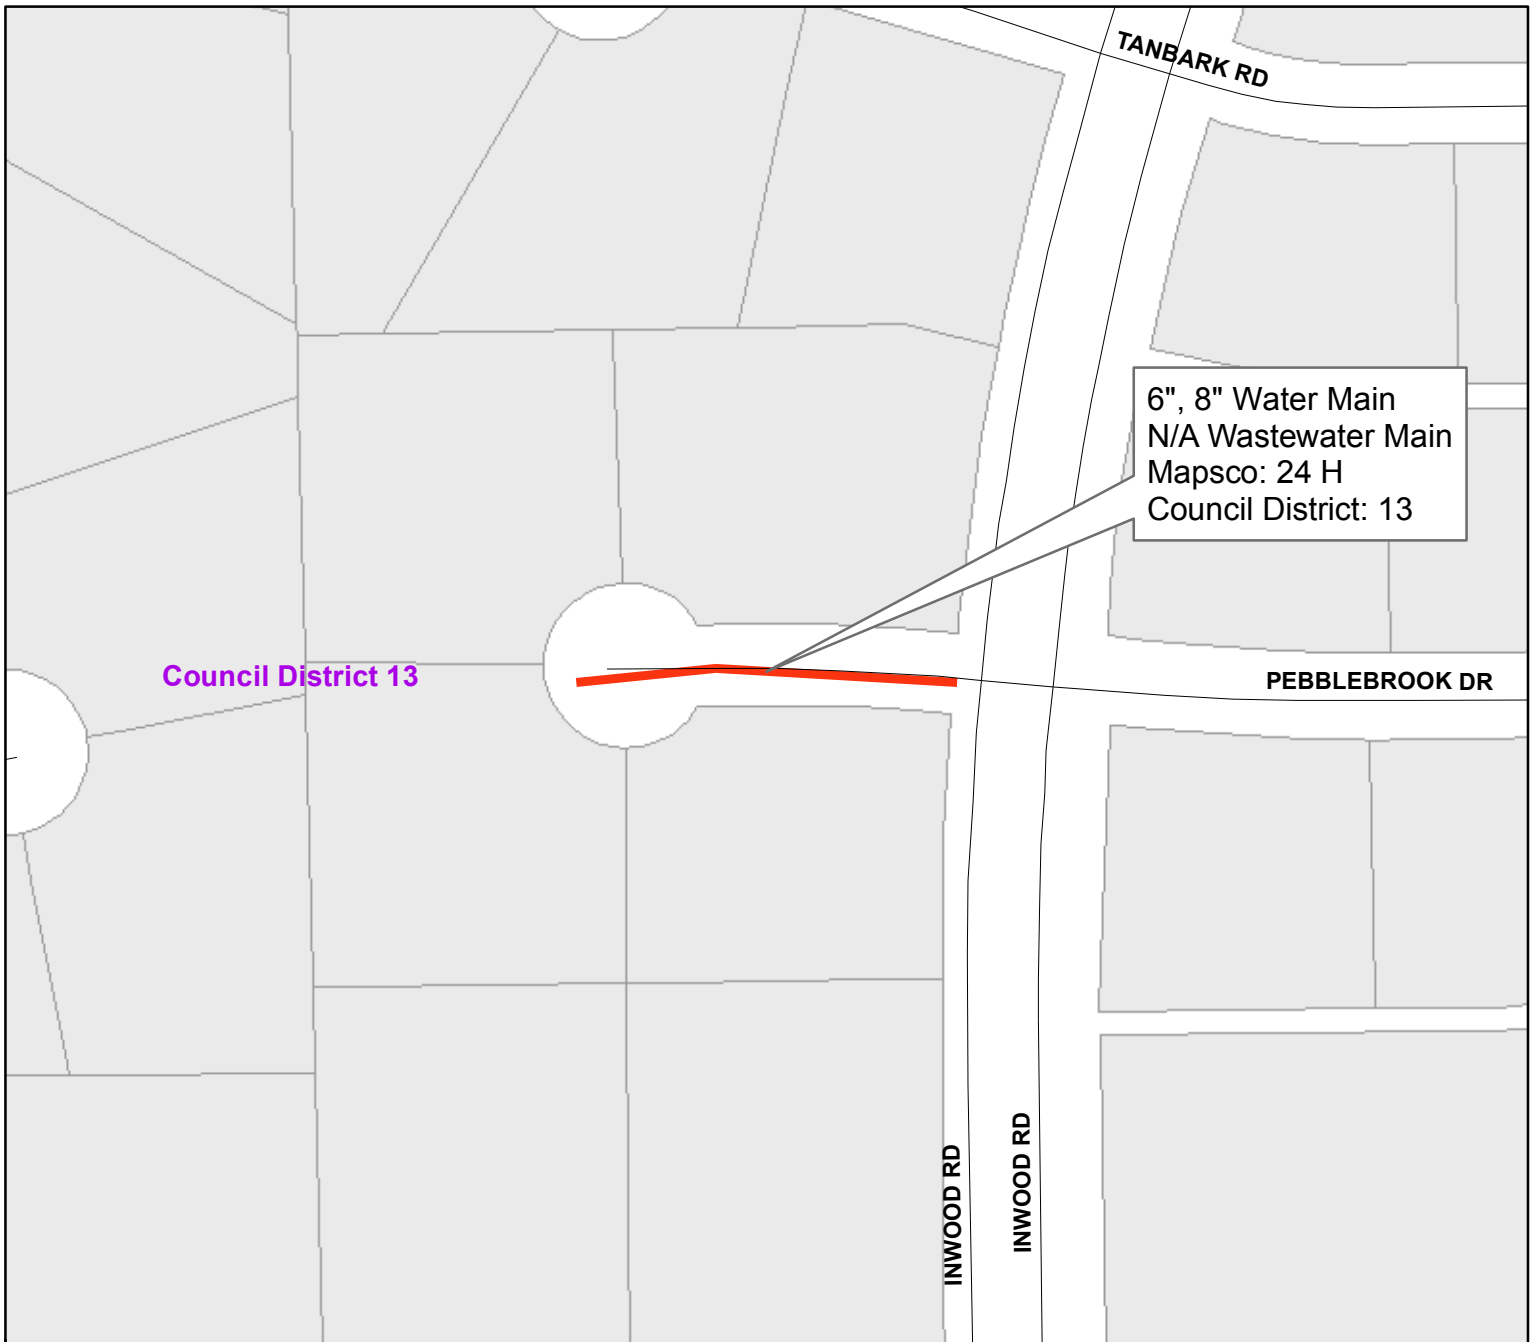 TANBARK RD
6", 8" Water Main
N/A Wastewater Main
Mapsco: 24 H
Council District: 13
Council District 13
PEBBLEBROOK DR
INWOOD RD
INWOOD RD